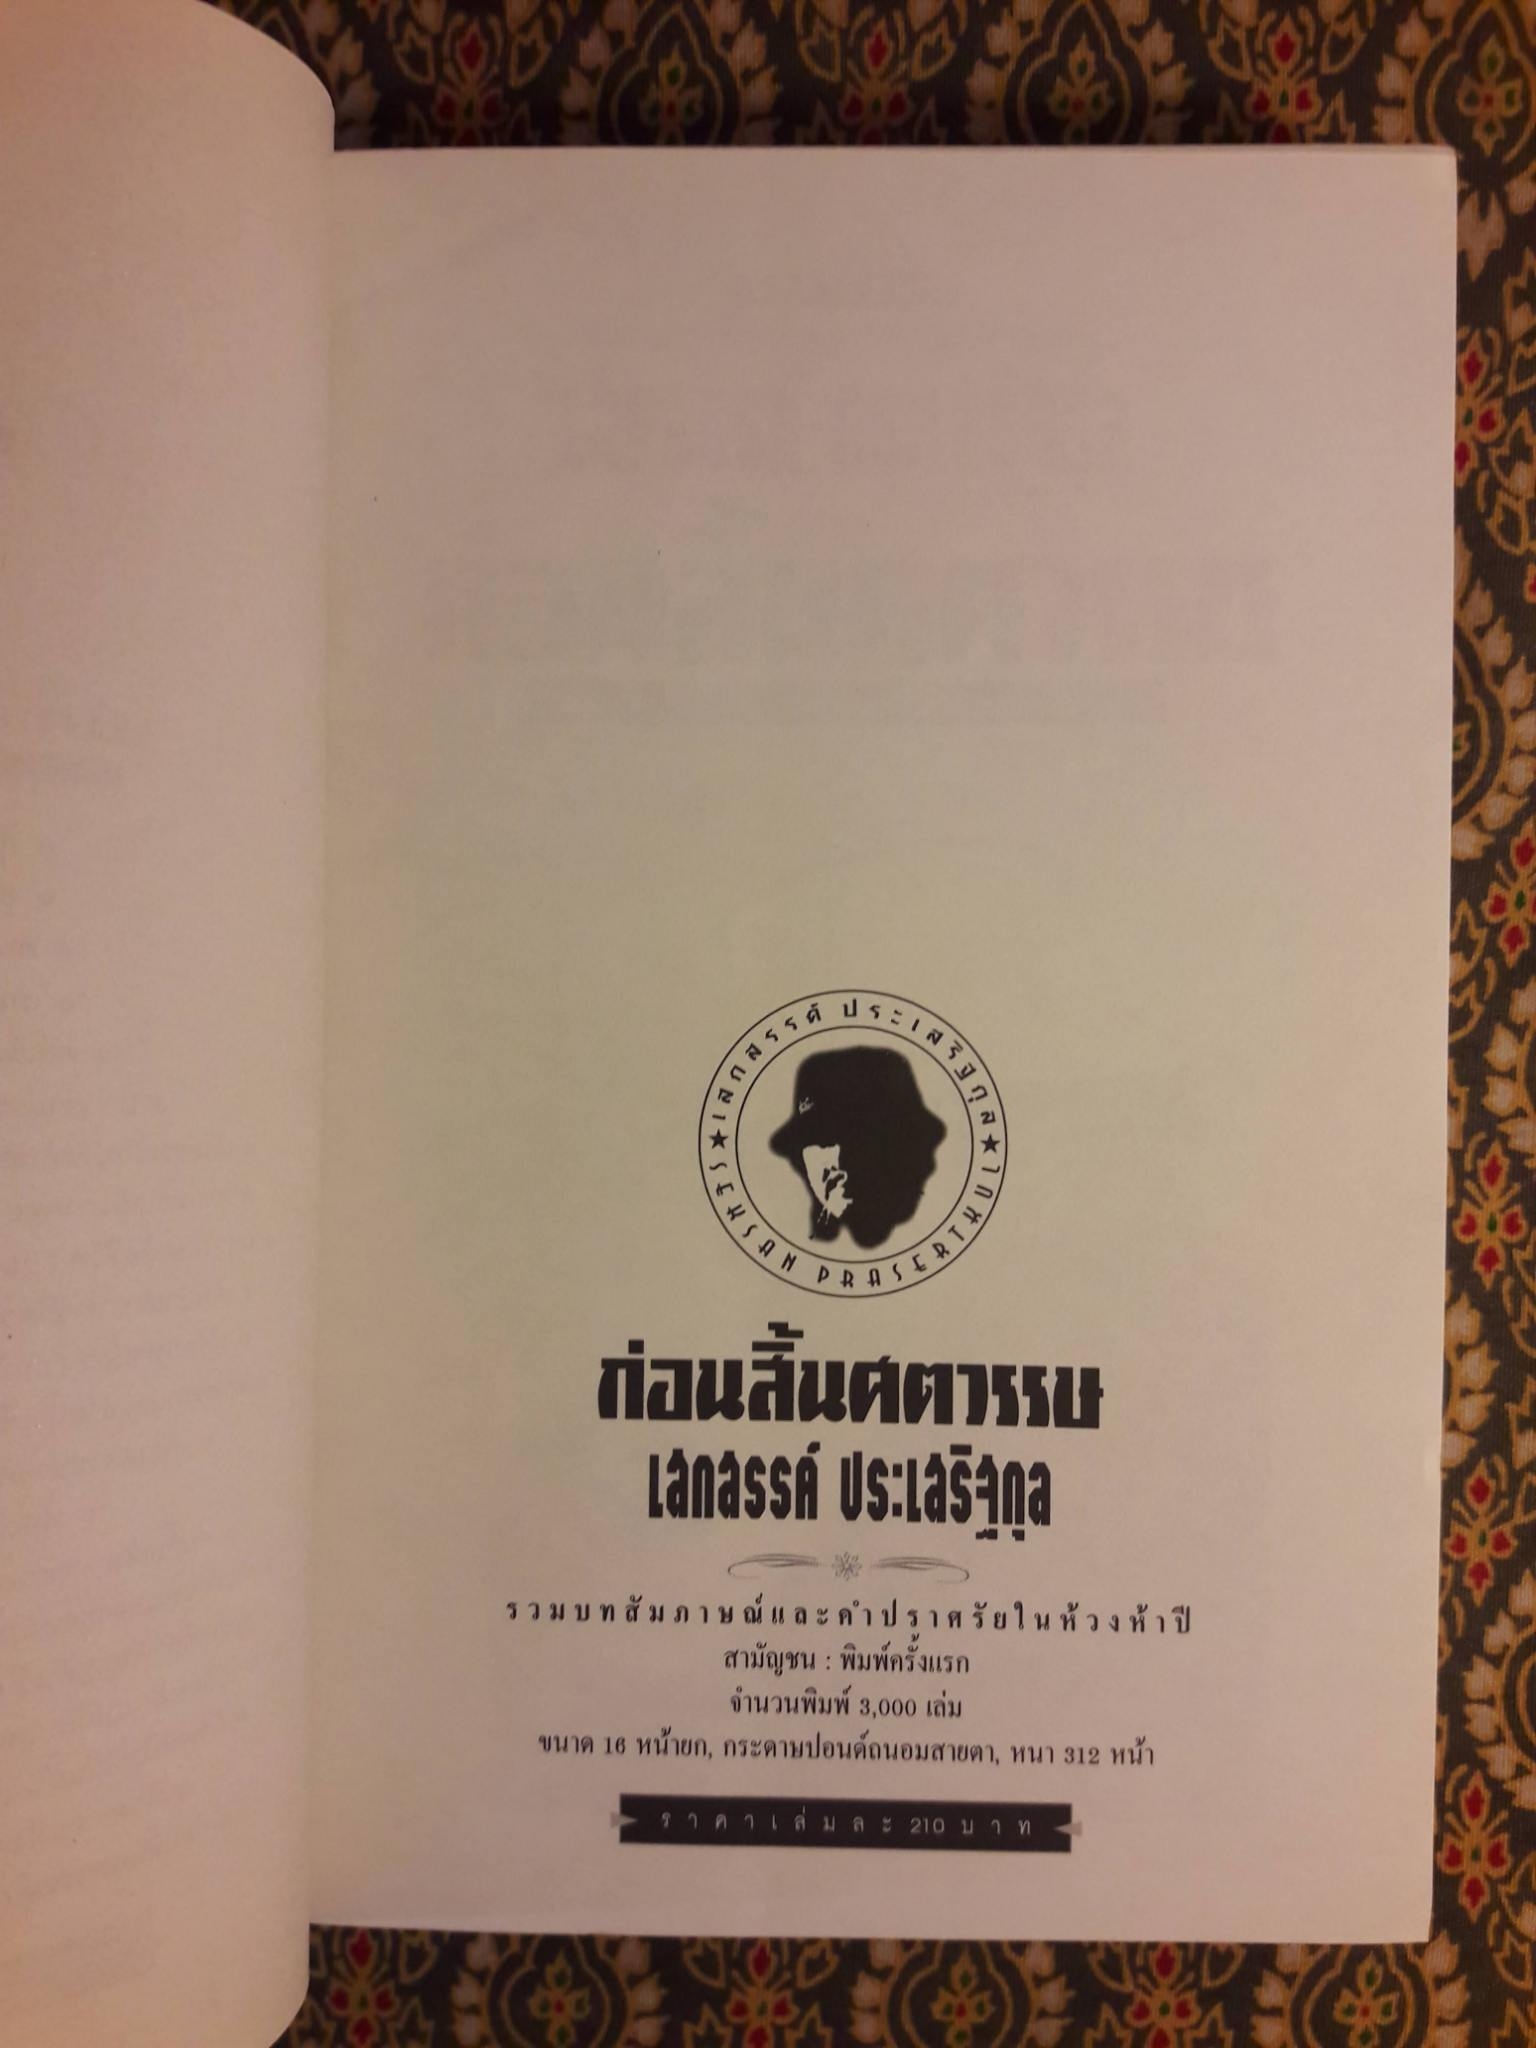 เสกสรรค์ ประเสริฐกุล
SEKSAN PRASERTKUL
ก่อนสิ้นศตวรรษ
เสกสรรค์ ประเสริฐกุล
รวมบทสัมภาษณ์และคำปราศรัยในห้วงห้าปี
สามัญชน : พิมพ์ครั้งแรก
จำนวนพิมพ์ 3,000 เล่ม
ขนาด 16 หน้ายก, กระดาษปอนด์ถนอมสายตา, หนา 312 หน้า
ราคาเล่มละ 210 บาท